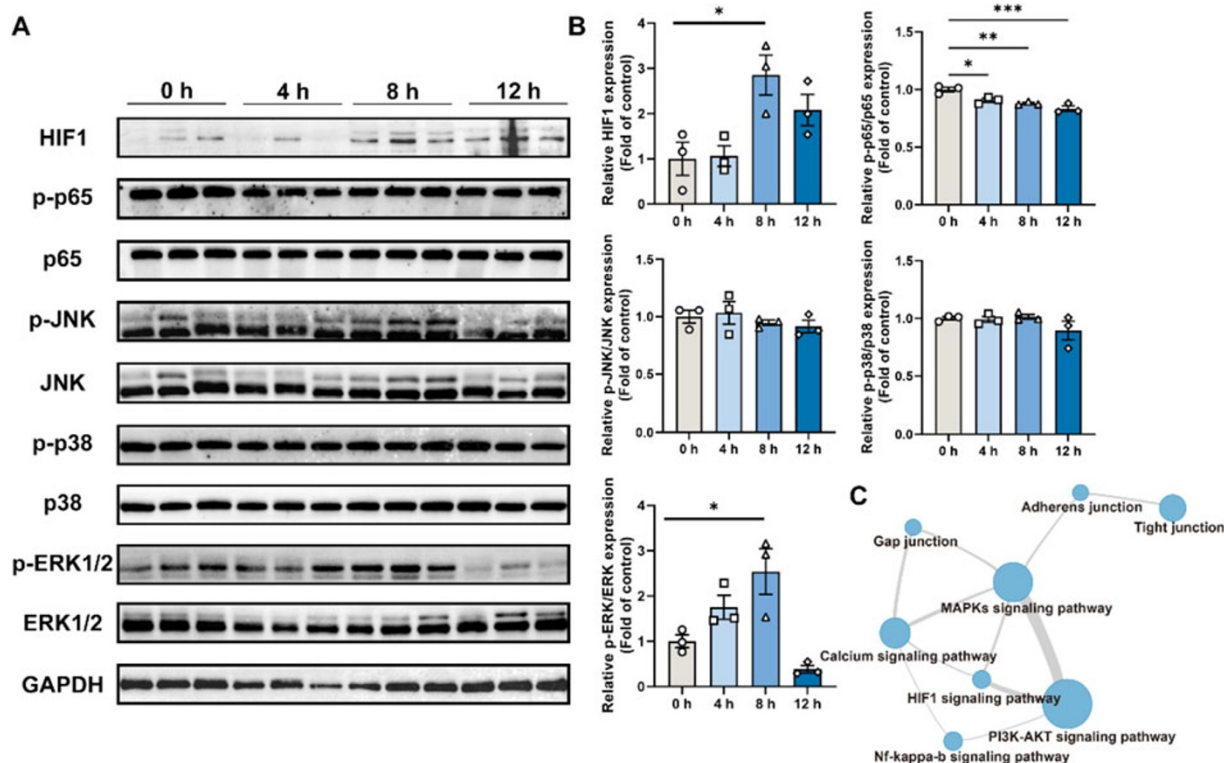 A
0 h 4 h 8 h 12 h
HIF1
p-p65
p65
p-JNK
JNK
p-p38
p38
p-ERK1/2
ERK1/2
GAPDH
B
Relative HIF1 expression
(Fold of control)
5
4
3
2
1
0
*
0 h 4 h 8 h 12 h
Relative p-p65/p65 expression
(Fold of control)
1.5
1.0
0.5
0.0
***
**
*
0 h 4 h 8 h 12 h
Relative p-JNK/JNK expression
(Fold of control)
1.5
1.0
0.5
0.0
0 h 4 h 8 h 12 h
Relative p-p38/p38 expression
(Fold of control)
1.5
1.0
0.5
0.0
0 h 4 h 8 h 12 h
Relative p-ERK/ERK expression
(Fold of control)
4
3
2
1
0
*
0 h 4 h 8 h 12 h
C
Adherens junction
Tight junction
Gap junction
MAPKs signaling pathway
Calcium signaling pathway
HIF1 signaling pathway
PI3K-AKT signaling pathway
Nf-kappa-b signaling pathway